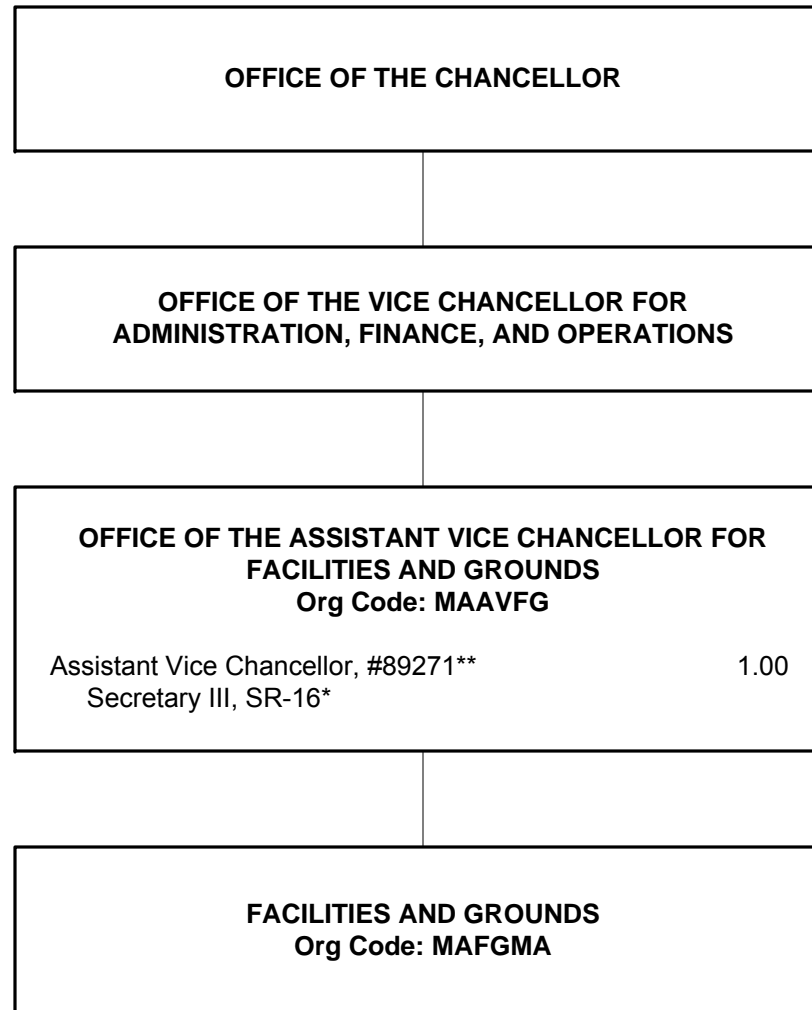 OFFICE OF THE CHANCELLOR
OFFICE OF THE VICE CHANCELLOR FOR
ADMINISTRATION, FINANCE, AND OPERATIONS
OFFICE OF THE ASSISTANT VICE CHANCELLOR FOR
FACILITIES AND GROUNDS
Org Code: MAAVFG
Assistant Vice Chancellor, #89271** 1.00
Secretary III, SR-16*
FACILITIES AND GROUNDS
Org Code: MAFGMA